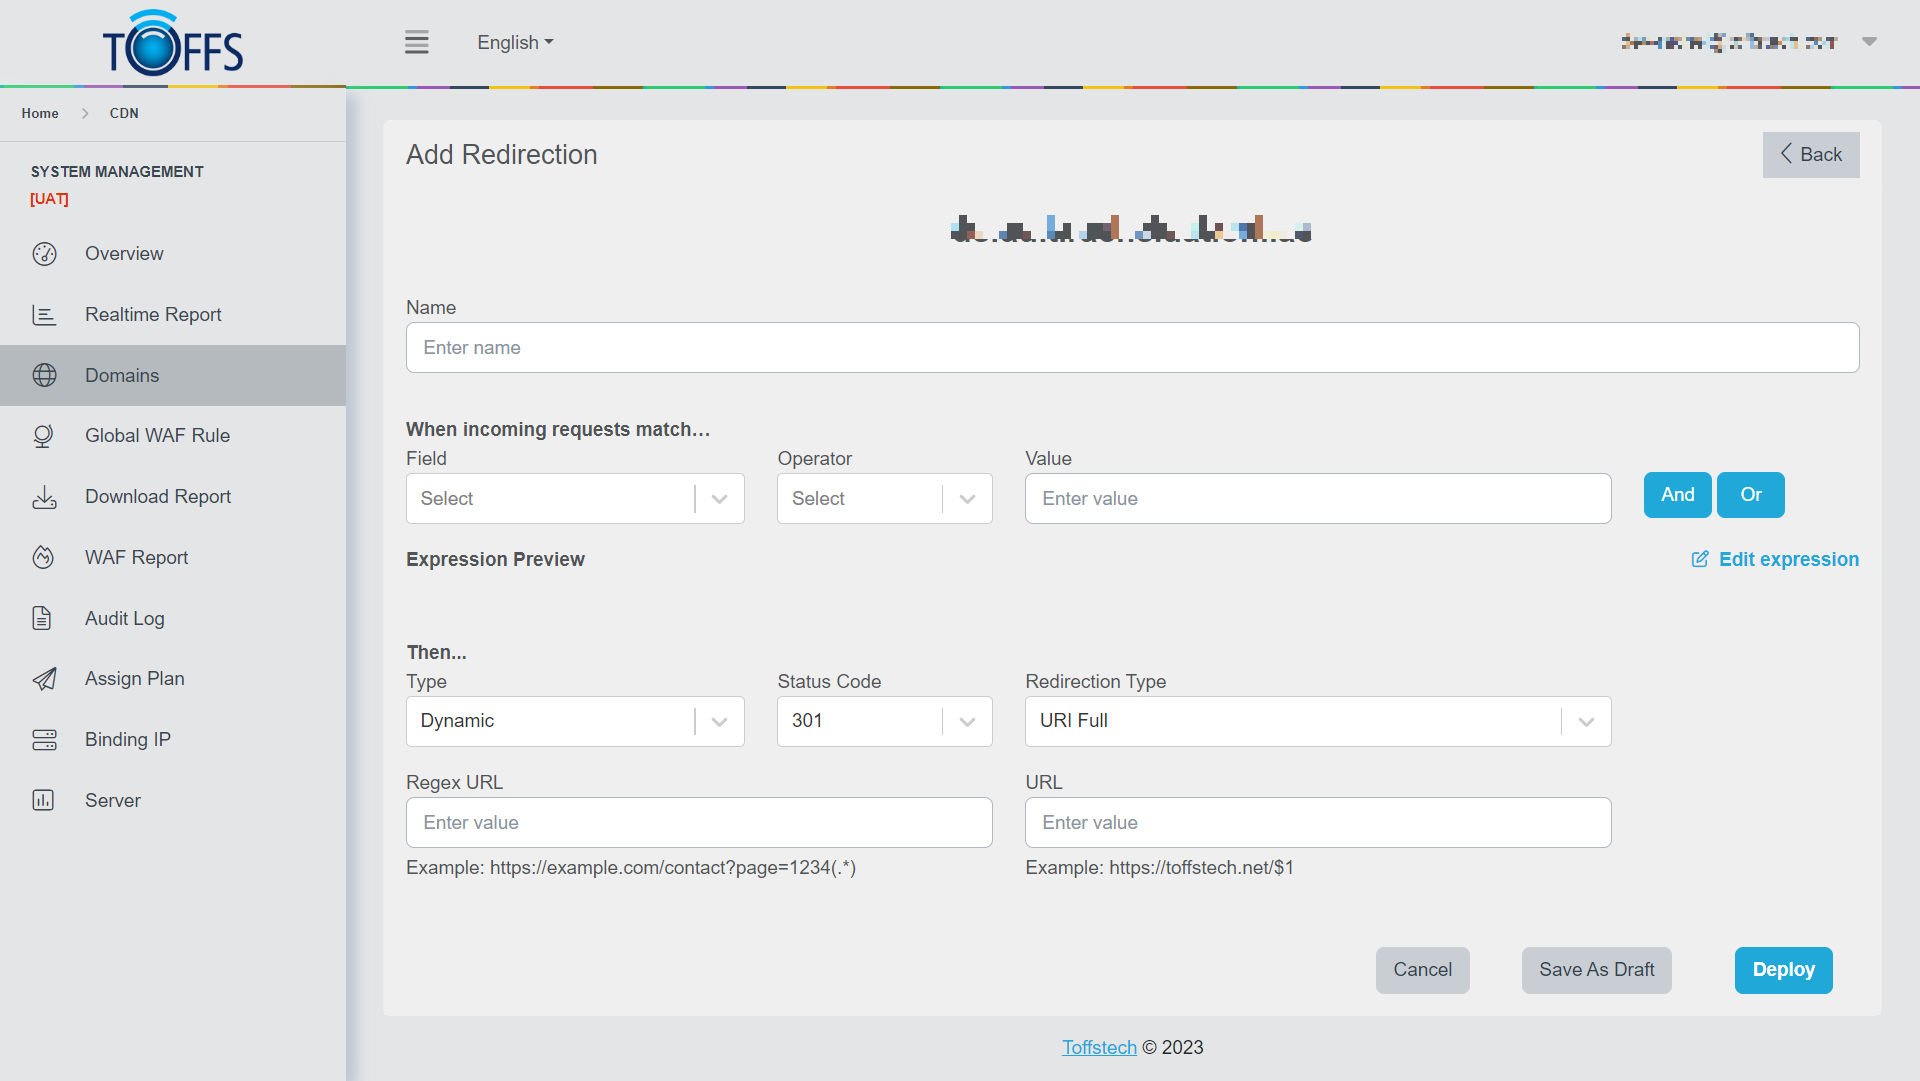 TOFFS
English
Home > CDN
SYSTEM MANAGEMENT
[UAT]
Overview
Realtime Report
Domains
Global WAF Rule
Download Report
WAF Report
Audit Log
Assign Plan
Binding IP
Server
Add Redirection
Back
Name
Enter name
When incoming requests match...
Field Operator Value
Select Select Enter value And Or
Expression Preview Edit expression
Then...
Type Status Code Redirection Type
Dynamic 301 URI Full
Regex URL URL
Enter value Enter value
Example: https://example.com/contact?page=1234(.*) Example: https://toffstech.net/$1
Cancel Save As Draft Deploy
Toffstech © 2023